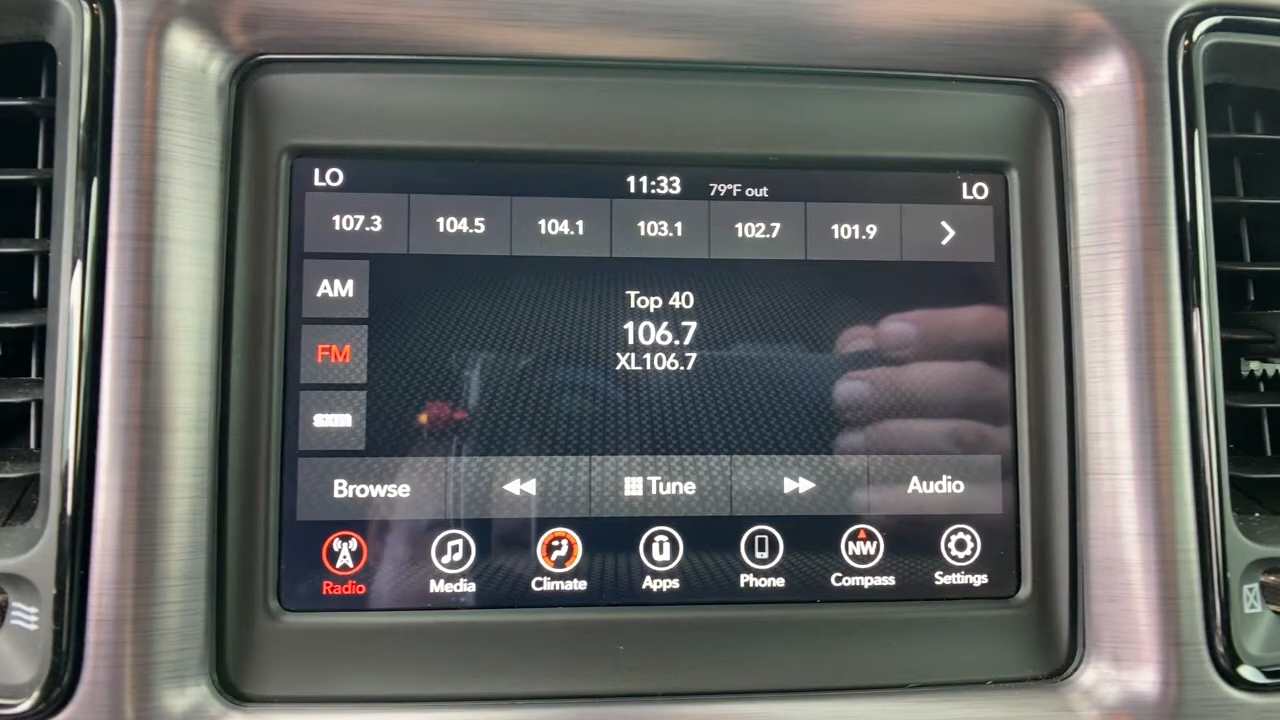 LO 11:33 79°F out LO
107.3 104.5 104.1 103.1 102.7 101.9
AM
Top 40
106.7
FM
XL106.7
sxm
Browse Tune Audio
NW
Radio Media Climate Apps Phone Compass Settings